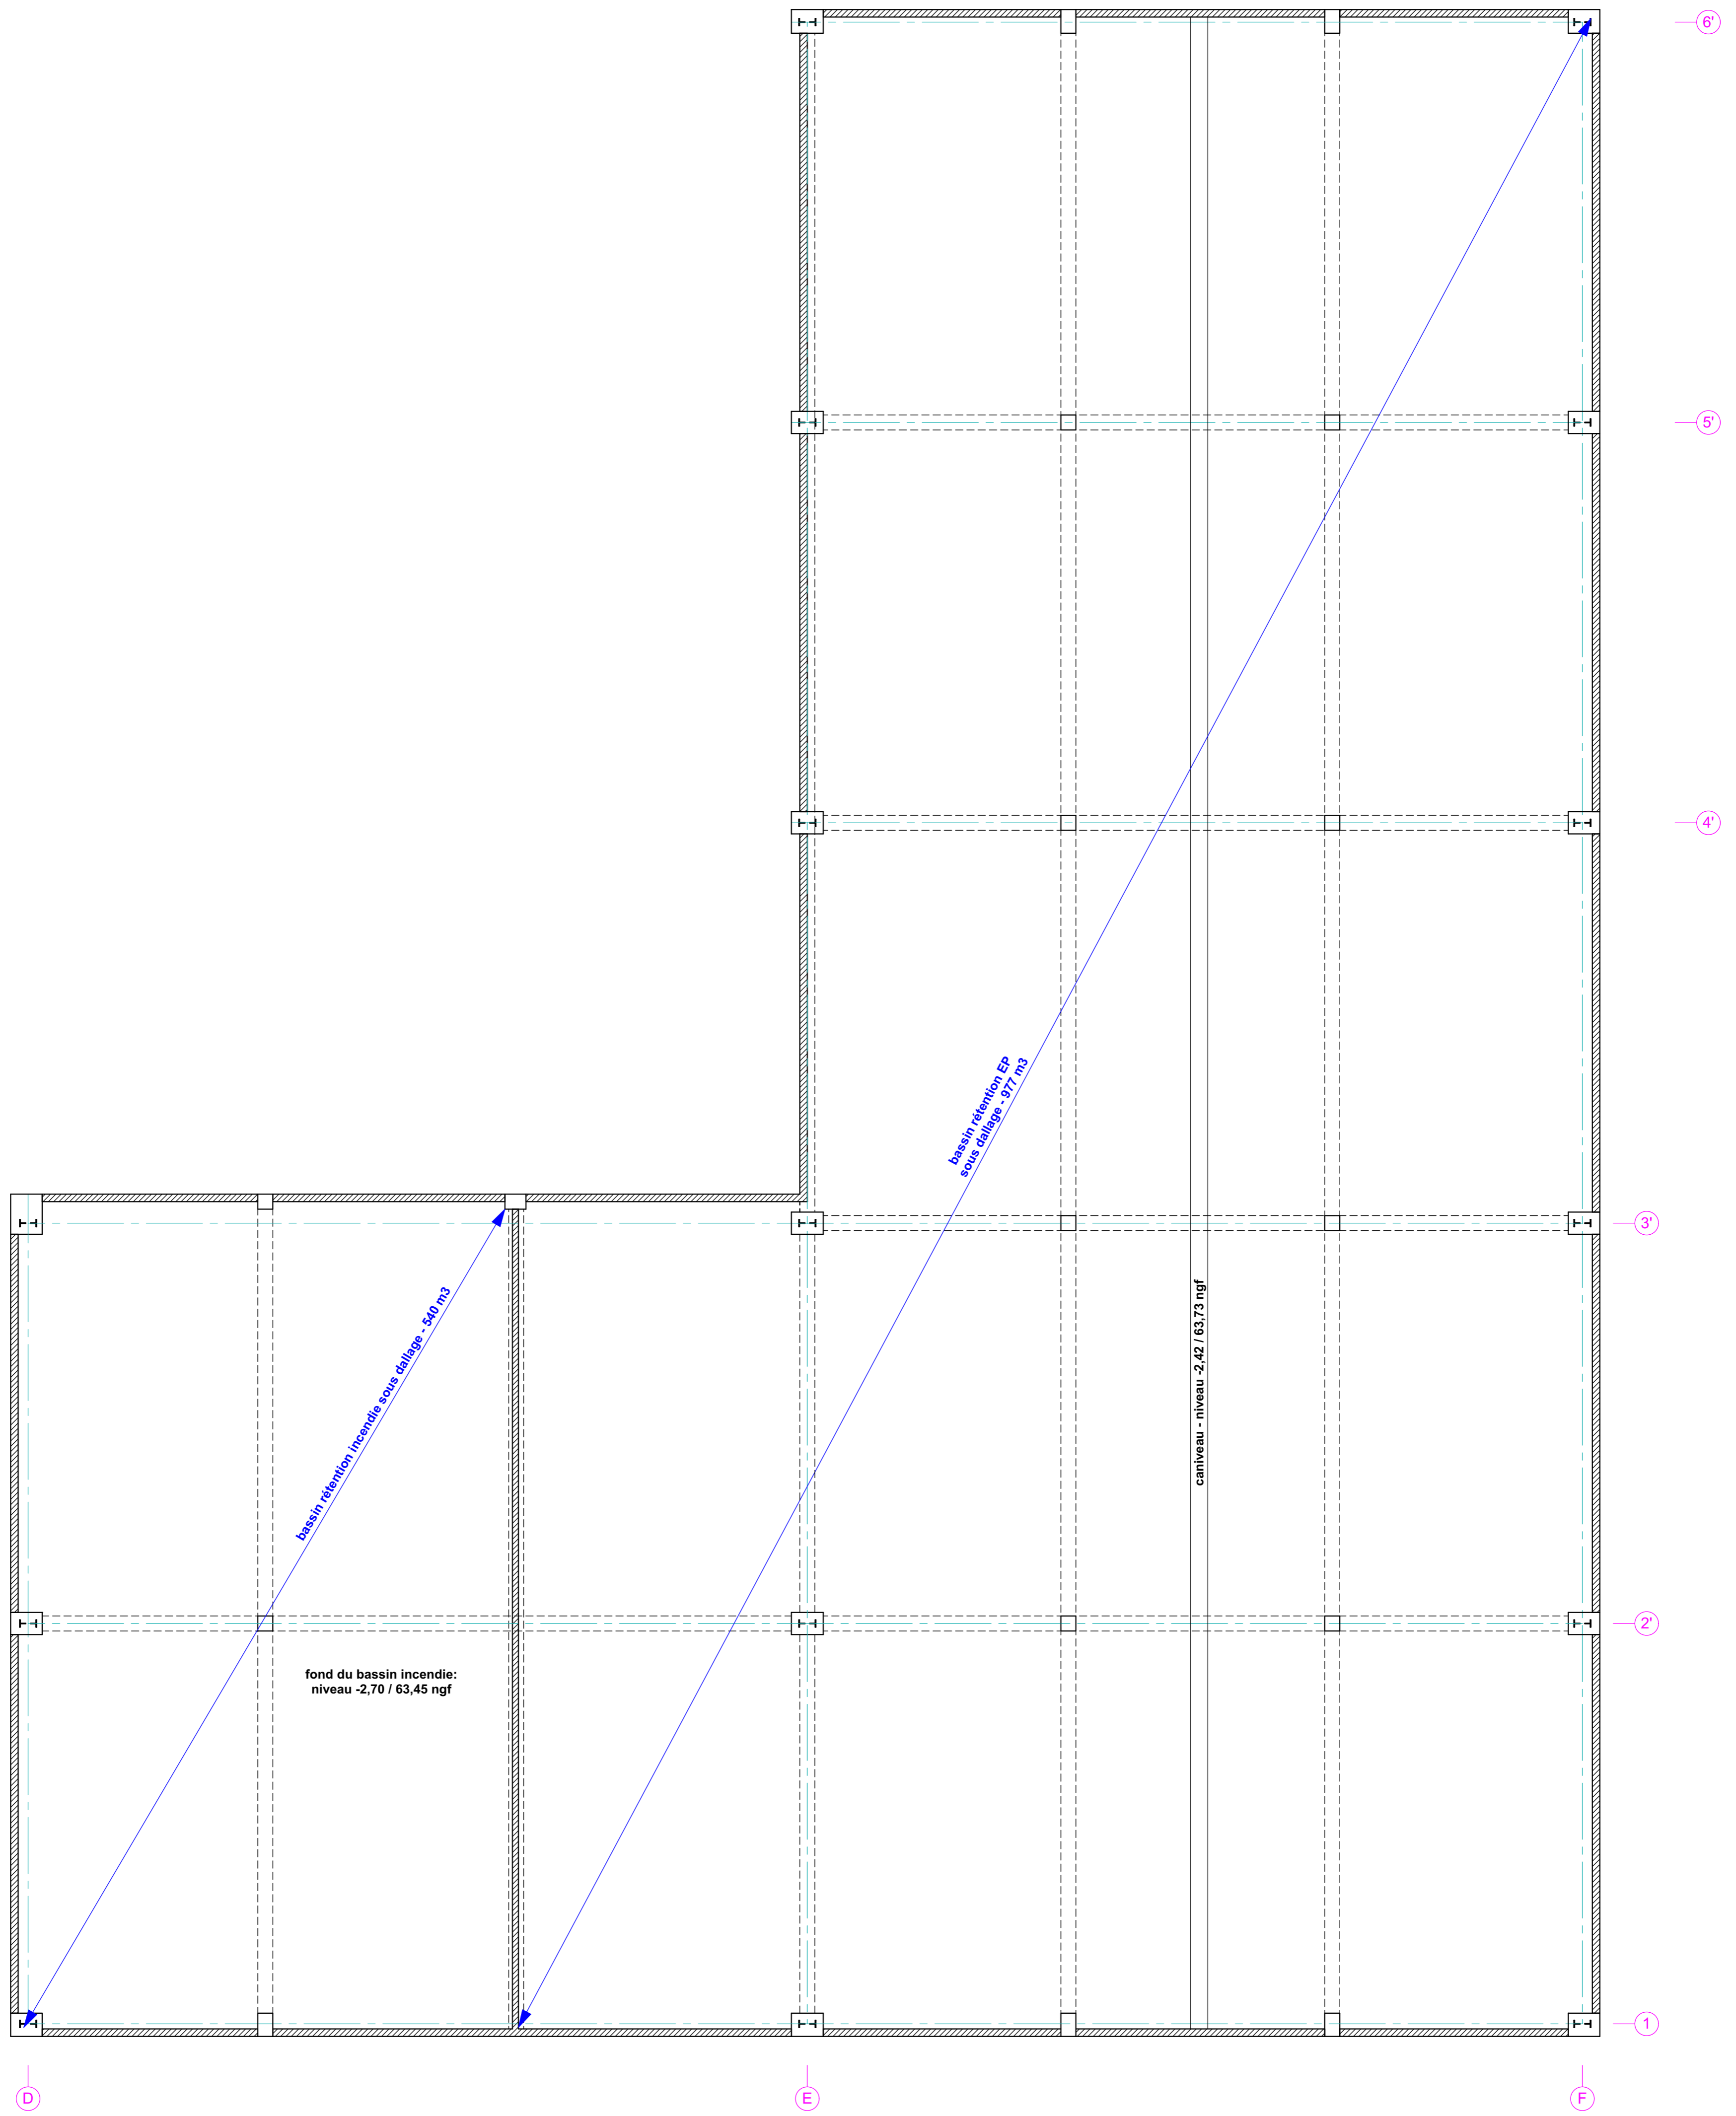 6'
5'
4'
bassin rétention EP
sous dallage - 977 m3
3'
caniveau - niveau -2,42 / 63,73 ngf
bassin rétention incendie sous dallage - 540 m3
2'
fond du bassin incendie:
niveau -2,70 / 63,45 ngf
1
D
E
F